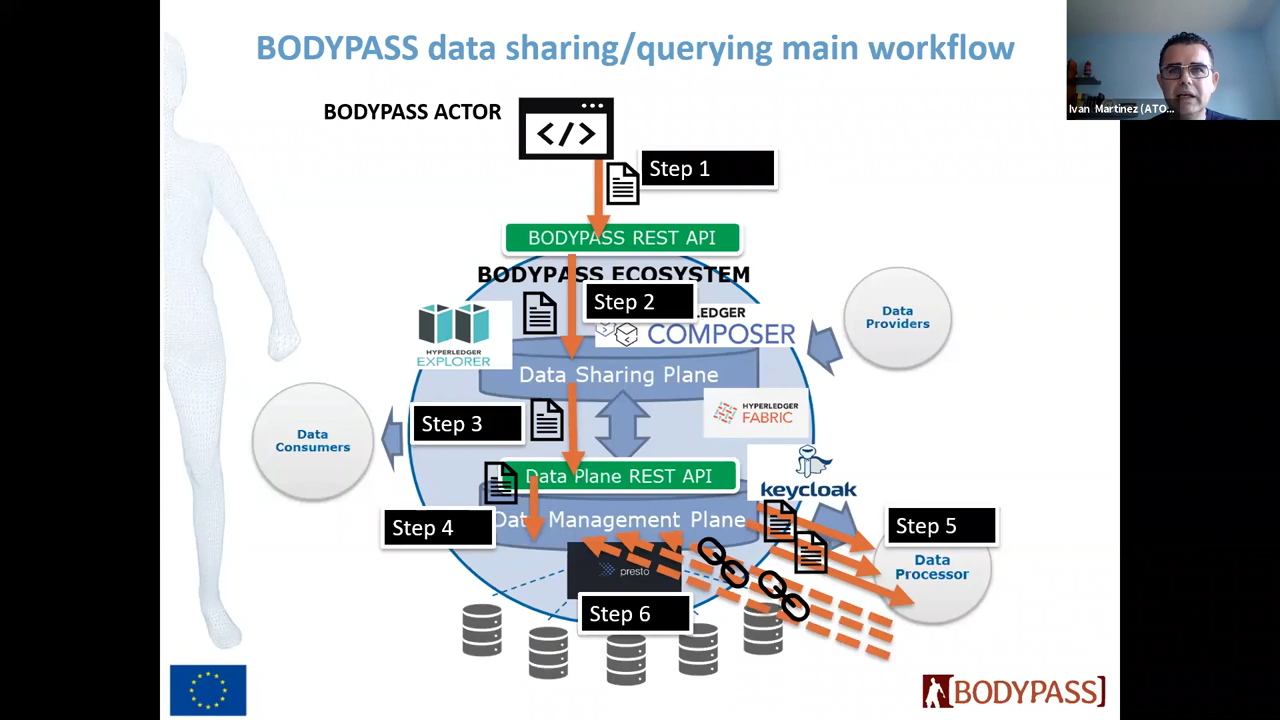 BODYPASS data sharing/querying main workflow
Ivan Martinez (ATO...
BODYPASS ACTOR
</>
Step 1
BODYPASS REST API
BODYPASS ECOSYSTEM
Step 2
LEDGER
COMPOSER
Data
Providers
HYPERLEDGER
EXPLORER
Data Sharing Plane
HYPERLEDGER
FABRIC
Step 3
Data
Consumers
Data Plane REST API
keycloak
Step 4
Data Management Plane
Step 5
Data
Processor
presto
Step 6
[BODYPASS]